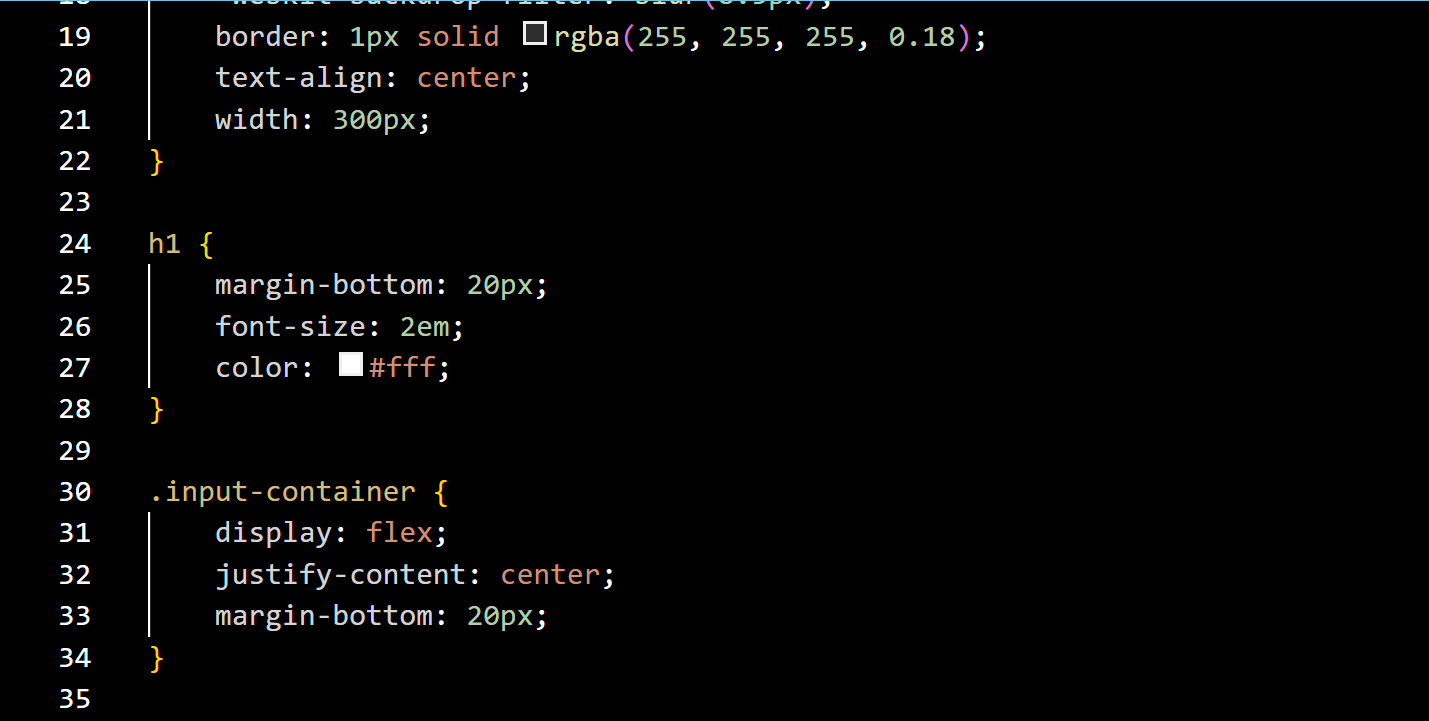 19 border: 1px solid rgba(255, 255, 255, 0.18);
20 text-align: center;
21 width: 300px;
22 }
23
24 h1 {
25 margin-bottom: 20px;
26 font-size: 2em;
27 color: #fff;
28 }
29
30 .input-container {
31 display: flex;
32 justify-content: center;
33 margin-bottom: 20px;
34 }
35